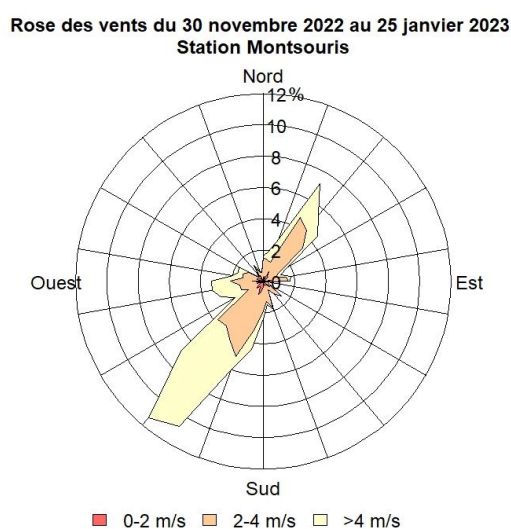 Rose des vents du 30 novembre 2022 au 25 janvier 2023
Station Montsouris
Nord
12%
10
8
6
4
2
0
Ouest
Est
Sud
0-2 m/s 2-4 m/s >4 m/s